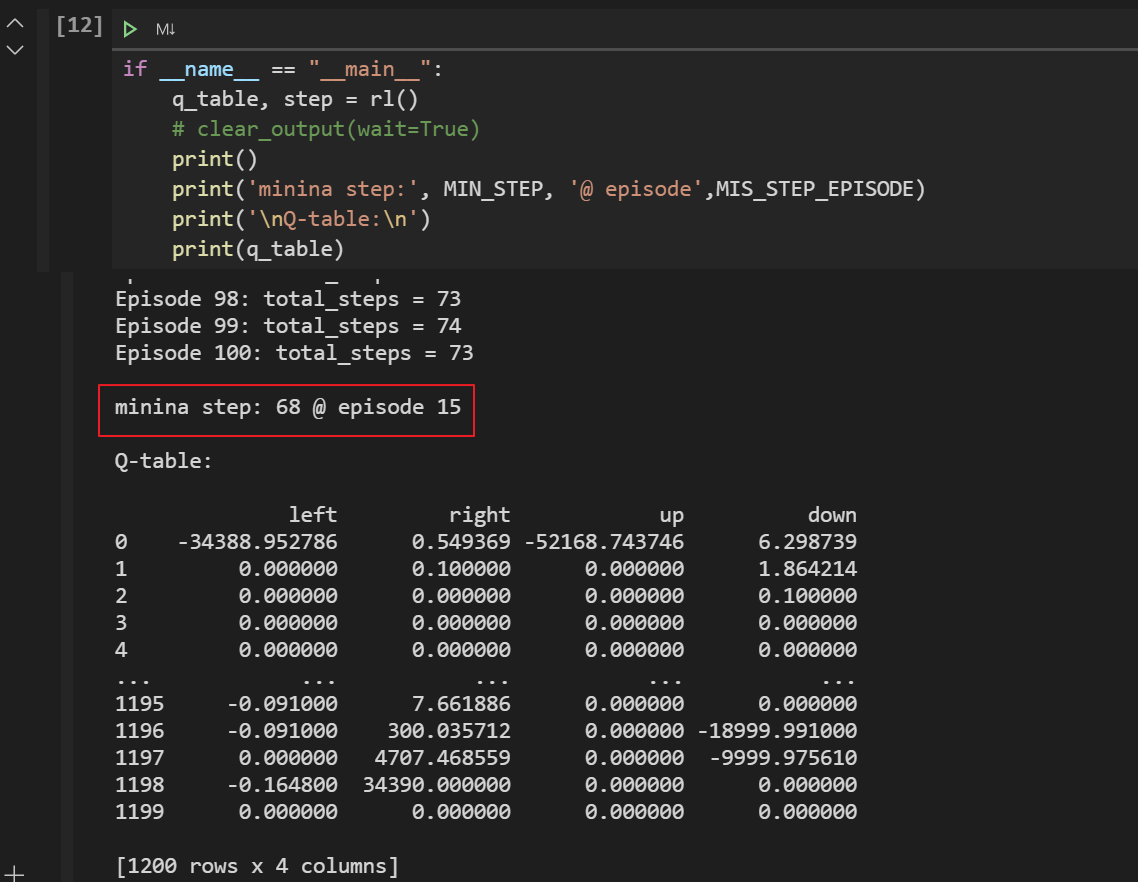 [12] M↓
if __name__ == "__main__":
    q_table, step = rl()
    # clear_output(wait=True)
    print()
    print('minina step:', MIN_STEP, '@ episode',MIS_STEP_EPISODE)
    print('\nQ-table:\n')
    print(q_table)
Episode 98: total_steps = 73
Episode 99: total_steps = 74
Episode 100: total_steps = 73
minina step: 68 @ episode 15
Q-table:
left right up down
0 -34388.952786 0.549369 -52168.743746 6.298739
1 0.000000 0.100000 0.000000 1.864214
2 0.000000 0.000000 0.000000 0.100000
3 0.000000 0.000000 0.000000 0.000000
4 0.000000 0.000000 0.000000 0.000000
... ... ... ... ...
1195 -0.091000 7.661886 0.000000 0.000000
1196 -0.091000 300.035712 0.000000 -18999.991000
1197 0.000000 4707.468559 0.000000 -9999.975610
1198 -0.164800 34390.000000 0.000000 0.000000
1199 0.000000 0.000000 0.000000 0.000000
[1200 rows x 4 columns]